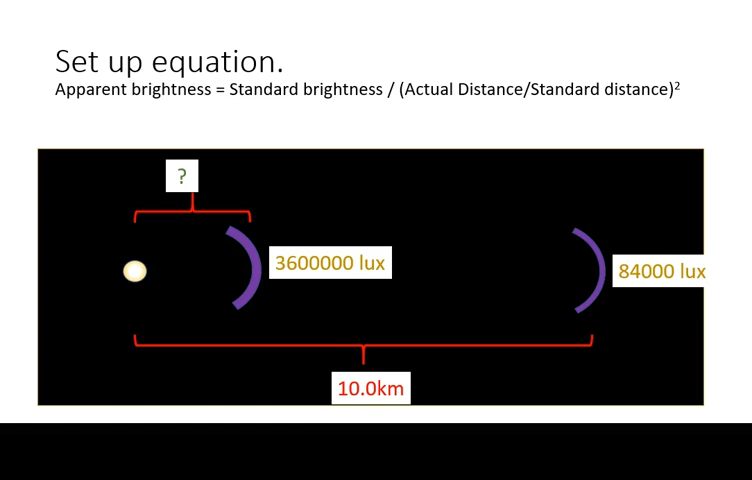 Set up equation.
Apparent brightness = Standard brightness / (Actual Distance/Standard distance)²
?
3600000 lux
84000 lux
10.0km